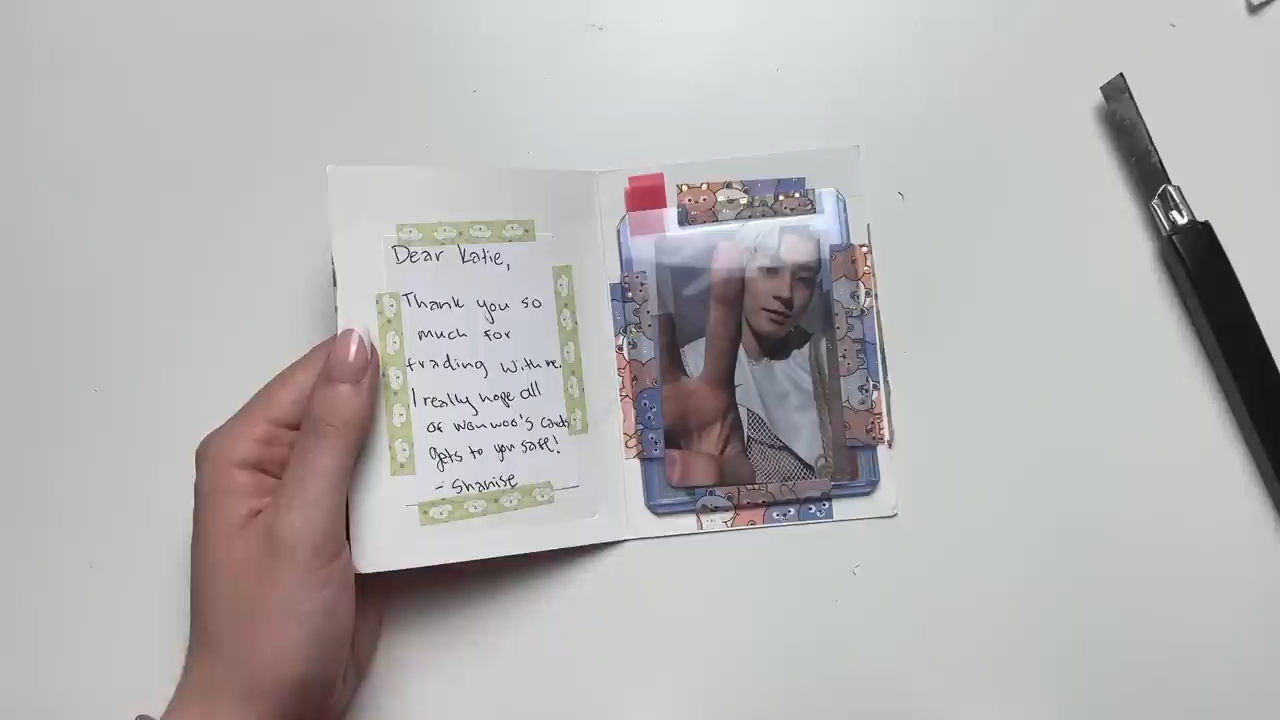 Dear Katie,
Thank you so
much for
trading with me.
I really hope all
of wonwoo's cards
gets to you safe!
- Shanise